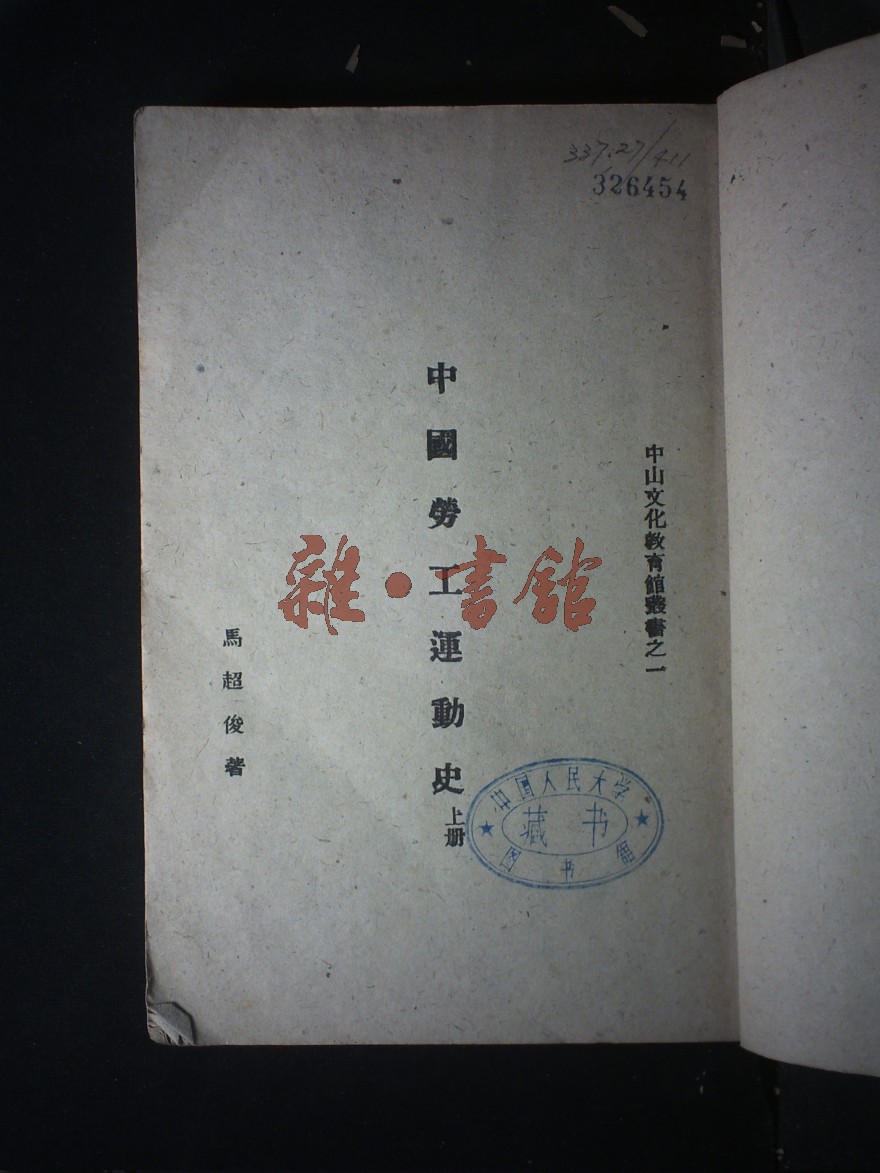 337.27/411
326454
中山文化教育館叢書之一
中國勞工運動史 上册
馬超俊著
雜·書館
中国人民大学
藏书
图书馆